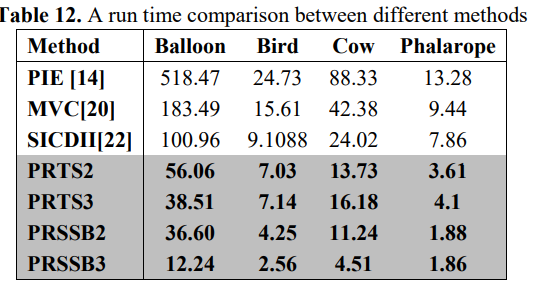 Table 12. A run time comparison between different methods
Method Balloon Bird Cow Phalarope
PIE [14] 518.47 24.73 88.33 13.28
MVC[20] 183.49 15.61 42.38 9.44
SICDII[22] 100.96 9.1088 24.02 7.86
PRTS2 56.06 7.03 13.73 3.61
PRTS3 38.51 7.14 16.18 4.1
PRSSB2 36.60 4.25 11.24 1.88
PRSSB3 12.24 2.56 4.51 1.86